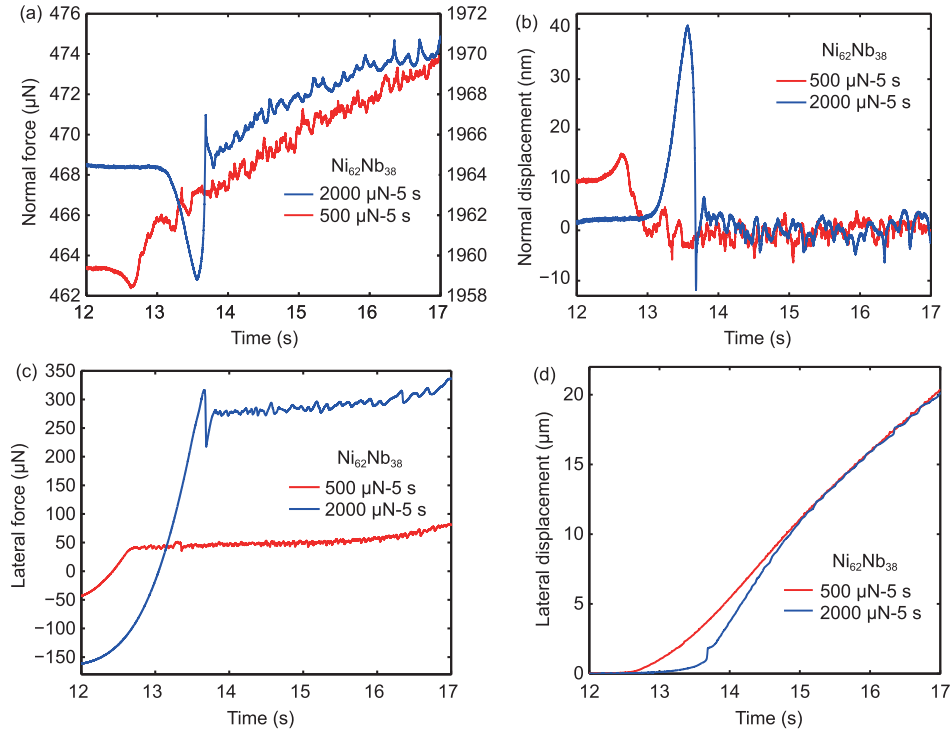 (a)
476
474
472
470
468
466
464
462
1972
1970
1968
1966
1964
1962
1960
1958
Normal force (μN)
Ni62Nb38
2000 μN-5 s
500 μN-5 s
12 13 14 15 16 17
Time (s)
(b)
40
30
20
10
0
−10
Normal displacement (nm)
Ni62Nb38
500 μN-5 s
2000 μN-5 s
12 13 14 15 16 17
Time (s)
(c)
350
300
250
200
150
100
50
0
−50
−100
−150
Lateral force (μN)
Ni62Nb38
500 μN-5 s
2000 μN-5 s
12 13 14 15 16 17
Time (s)
(d)
20
15
10
5
0
Lateral displacement (μm)
Ni62Nb38
500 μN-5 s
2000 μN-5 s
12 13 14 15 16 17
Time (s)